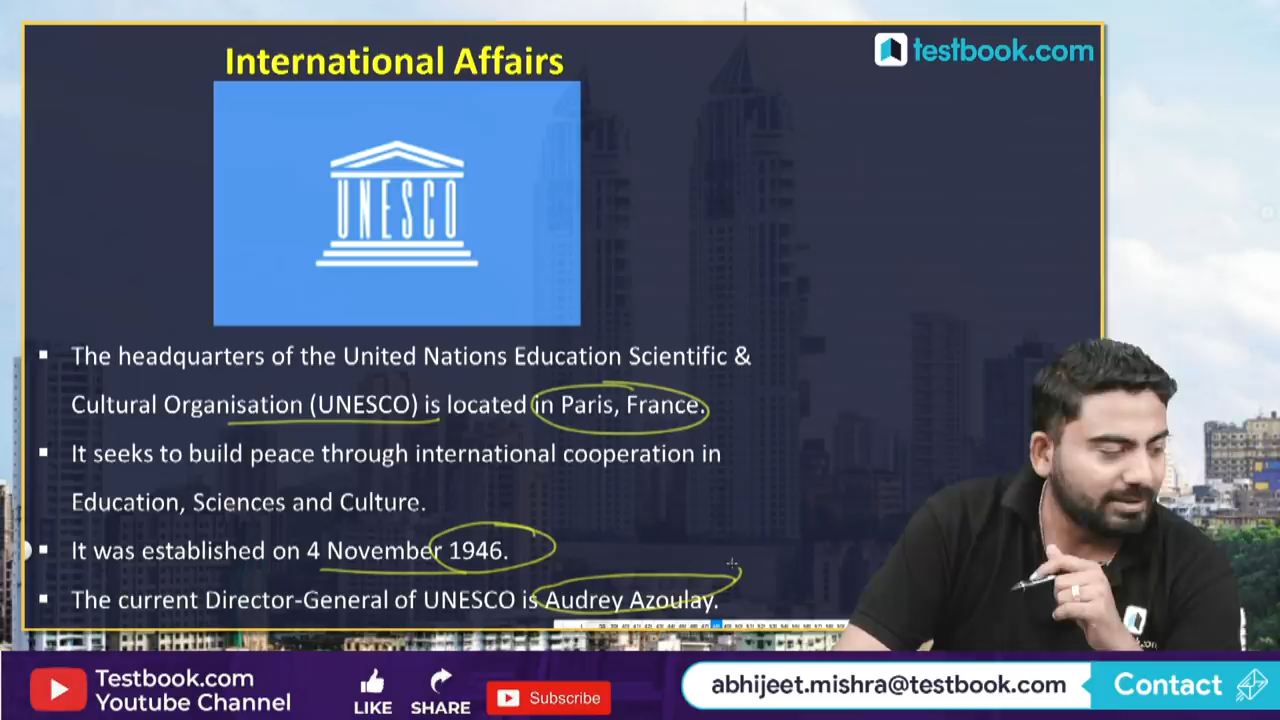 International Affairs
testbook.com
UNESCO
▪ The headquarters of the United Nations Education Scientific &
Cultural Organisation (UNESCO) is located in Paris, France.
▪ It seeks to build peace through international cooperation in
Education, Sciences and Culture.
▪ It was established on 4 November 1946.
▪ The current Director-General of UNESCO is Audrey Azoulay.
Testbook.com
Youtube Channel
LIKE
SHARE
Subscribe
abhijeet.mishra@testbook.com
Contact